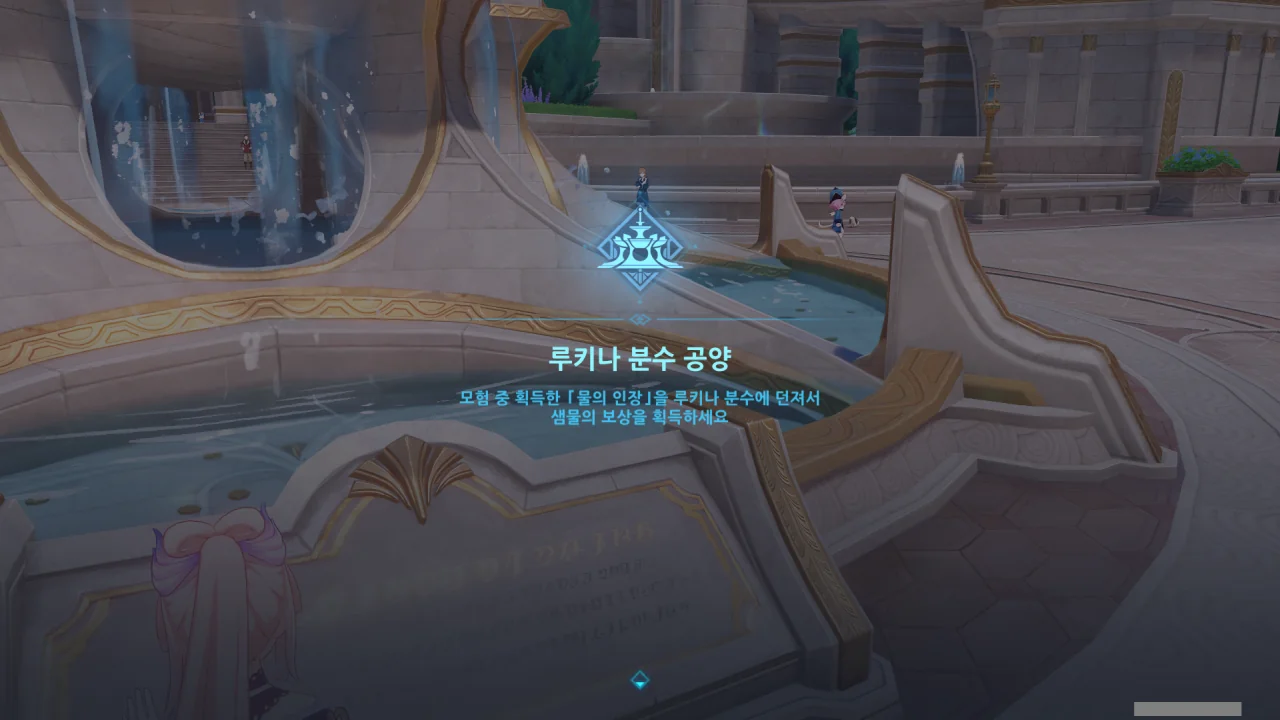 루키나 분수 공양
모험 중 획득한 「물의 인장」을 루키나 분수에 던져서
샘물의 보상을 획득하세요